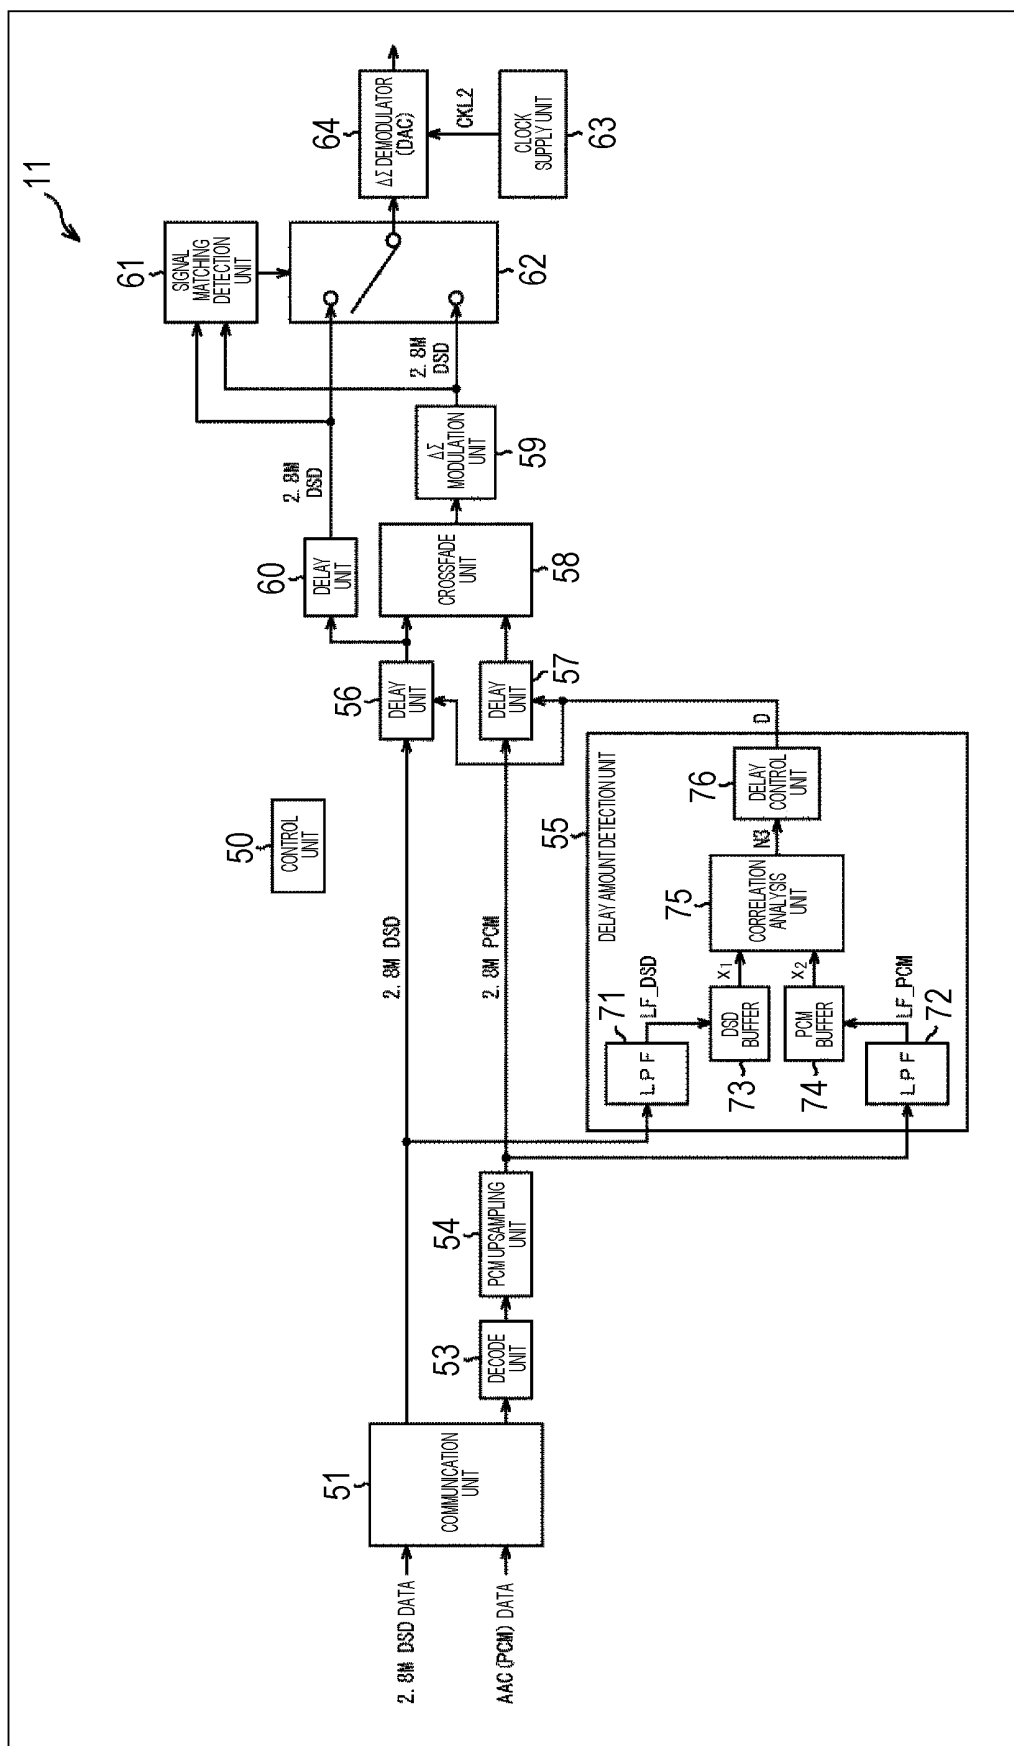 11
2. 8M DSD DATA
AAC(PCM) DATA
51
COMMUNICATION
UNIT
53
DECODE
UNIT
54
PCM UPSAMPLING
UNIT
2. 8M DSD
2. 8M PCM
50
CONTROL
UNIT
55
DELAY AMOUNT DETECTION UNIT
71
LPF
LF_DSD
72
LPF
LF_PCM
73
DSD
BUFFER
74
PCM
BUFFER
X1
X2
75
CORRELATION
ANALYSIS
UNIT
N3
76
DELAY
CONTROL
UNIT
D
56
DELAY
UNIT
57
DELAY
UNIT
58
CROSSFADE
UNIT
59
ΔΣ
MODULATION
UNIT
60
DELAY
UNIT
2. 8M
DSD
2. 8M
DSD
61
SIGNAL
MATCHING
DETECTION
UNIT
62
64
ΔΣ DEMODULATOR
(DAC)
CKL2
63
CLOCK
SUPPLY UNIT